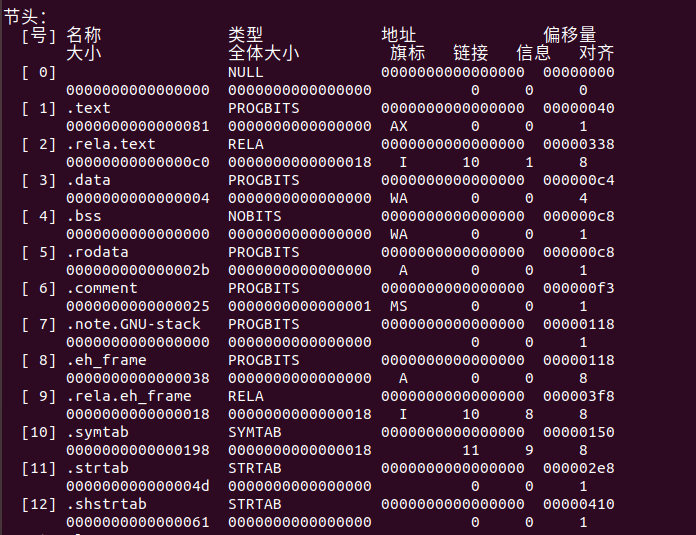 节头：
[号] 名称 类型 地址 偏移量
大小 全体大小 旗标 链接 信息 对齐
[ 0] NULL 0000000000000000 00000000
0000000000000000 0000000000000000 0 0 0
[ 1] .text PROGBITS 0000000000000000 00000040
0000000000000081 0000000000000000 AX 0 0 1
[ 2] .rela.text RELA 0000000000000000 00000338
00000000000000c0 0000000000000018 I 10 1 8
[ 3] .data PROGBITS 0000000000000000 000000c4
0000000000000004 0000000000000000 WA 0 0 4
[ 4] .bss NOBITS 0000000000000000 000000c8
0000000000000000 0000000000000000 WA 0 0 1
[ 5] .rodata PROGBITS 0000000000000000 000000c8
000000000000002b 0000000000000000 A 0 0 1
[ 6] .comment PROGBITS 0000000000000000 000000f3
0000000000000025 0000000000000001 MS 0 0 1
[ 7] .note.GNU-stack PROGBITS 0000000000000000 00000118
0000000000000000 0000000000000000 0 0 1
[ 8] .eh_frame PROGBITS 0000000000000000 00000118
0000000000000038 0000000000000000 A 0 0 8
[ 9] .rela.eh_frame RELA 0000000000000000 000003f8
0000000000000018 0000000000000018 I 10 8 8
[10] .symtab SYMTAB 0000000000000000 00000150
0000000000000198 0000000000000018 11 9 8
[11] .strtab STRTAB 0000000000000000 000002e8
000000000000004d 0000000000000000 0 0 1
[12] .shstrtab STRTAB 0000000000000000 00000410
0000000000000061 0000000000000000 0 0 1